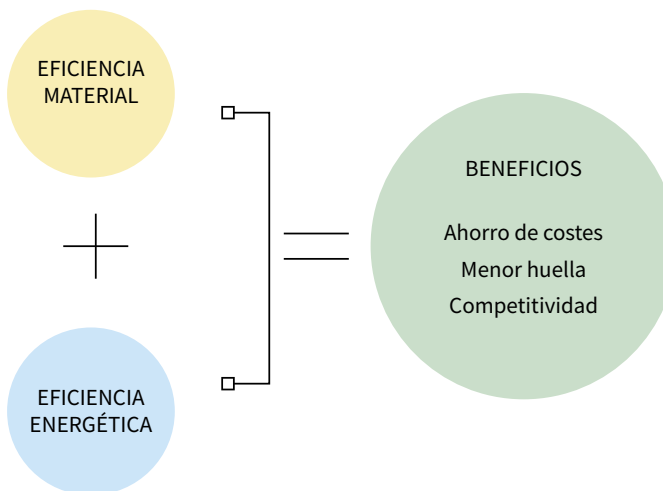 EFICIENCIA
MATERIAL
BENEFICIOS
Ahorro de costes
Menor huella
Competitividad
EFICIENCIA
ENERGÉTICA